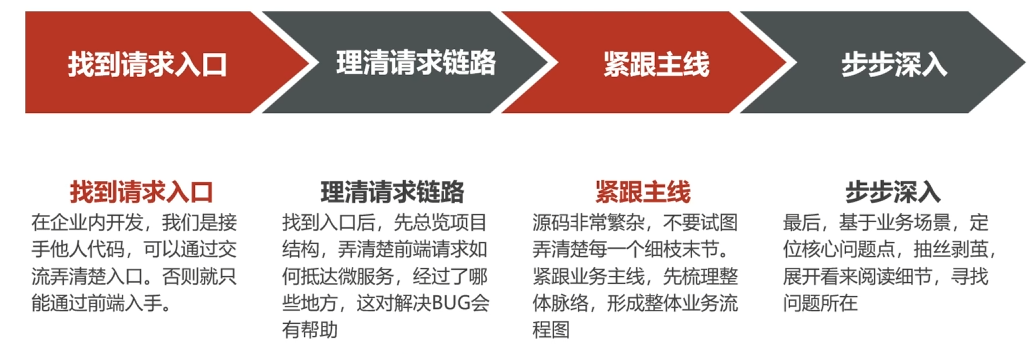 找到请求入口
理清请求链路
紧跟主线
步步深入
找到请求入口
在企业内开发，我们是接
手他人代码，可以通过交
流弄清楚入口。否则就只
能通过前端入手。
理清请求链路
找到入口后，先总览项目
结构，弄清楚前端请求如
何抵达微服务，经过了哪
些地方，这对解决BUG会
有帮助
紧跟主线
源码非常繁杂，不要试图
弄清楚每一个细枝末节。
紧跟业务主线，先梳理整
体脉络，形成整体业务流
程图
步步深入
最后，基于业务场景，定
位核心问题点，抽丝剥茧，
展开看来阅读细节，寻找
问题所在